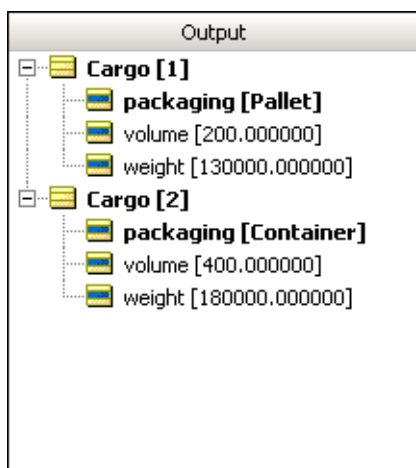 Output
Cargo [1]
packaging [Pallet]
volume [200.000000]
weight [130000.000000]
Cargo [2]
packaging [Container]
volume [400.000000]
weight [180000.000000]